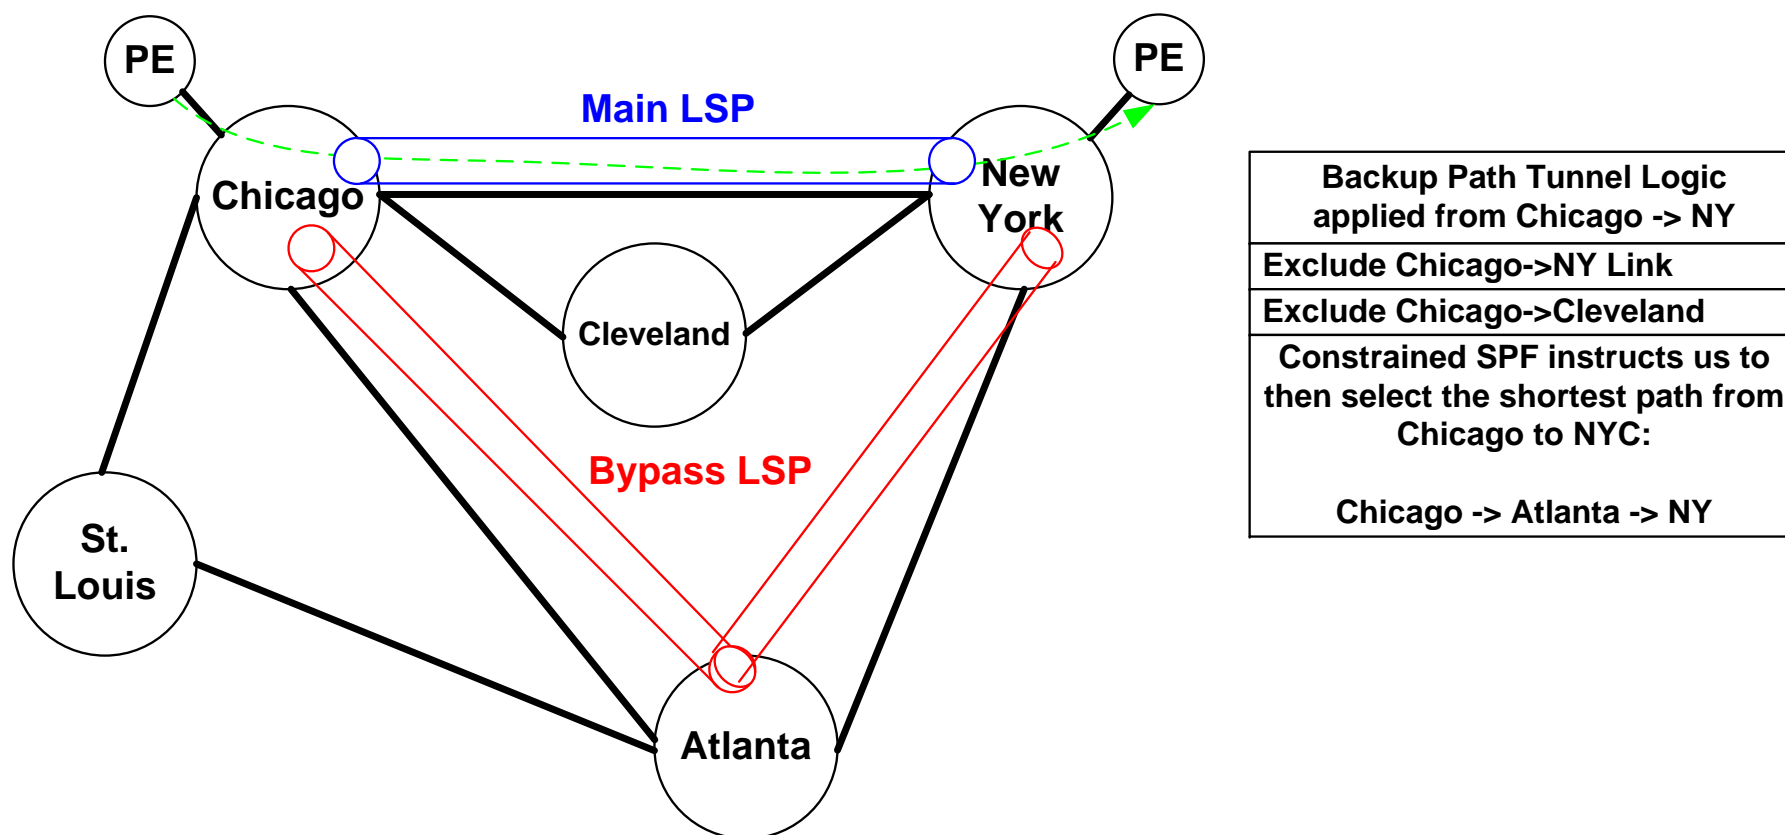 PE
PE
Main LSP
Chicago
New
York
Cleveland
Bypass LSP
St.
Louis
Atlanta
Backup Path Tunnel Logic
applied from Chicago -> NY
Exclude Chicago->NY Link
Exclude Chicago->Cleveland
Constrained SPF instructs us to
then select the shortest path from
Chicago to NYC:
Chicago -> Atlanta -> NY